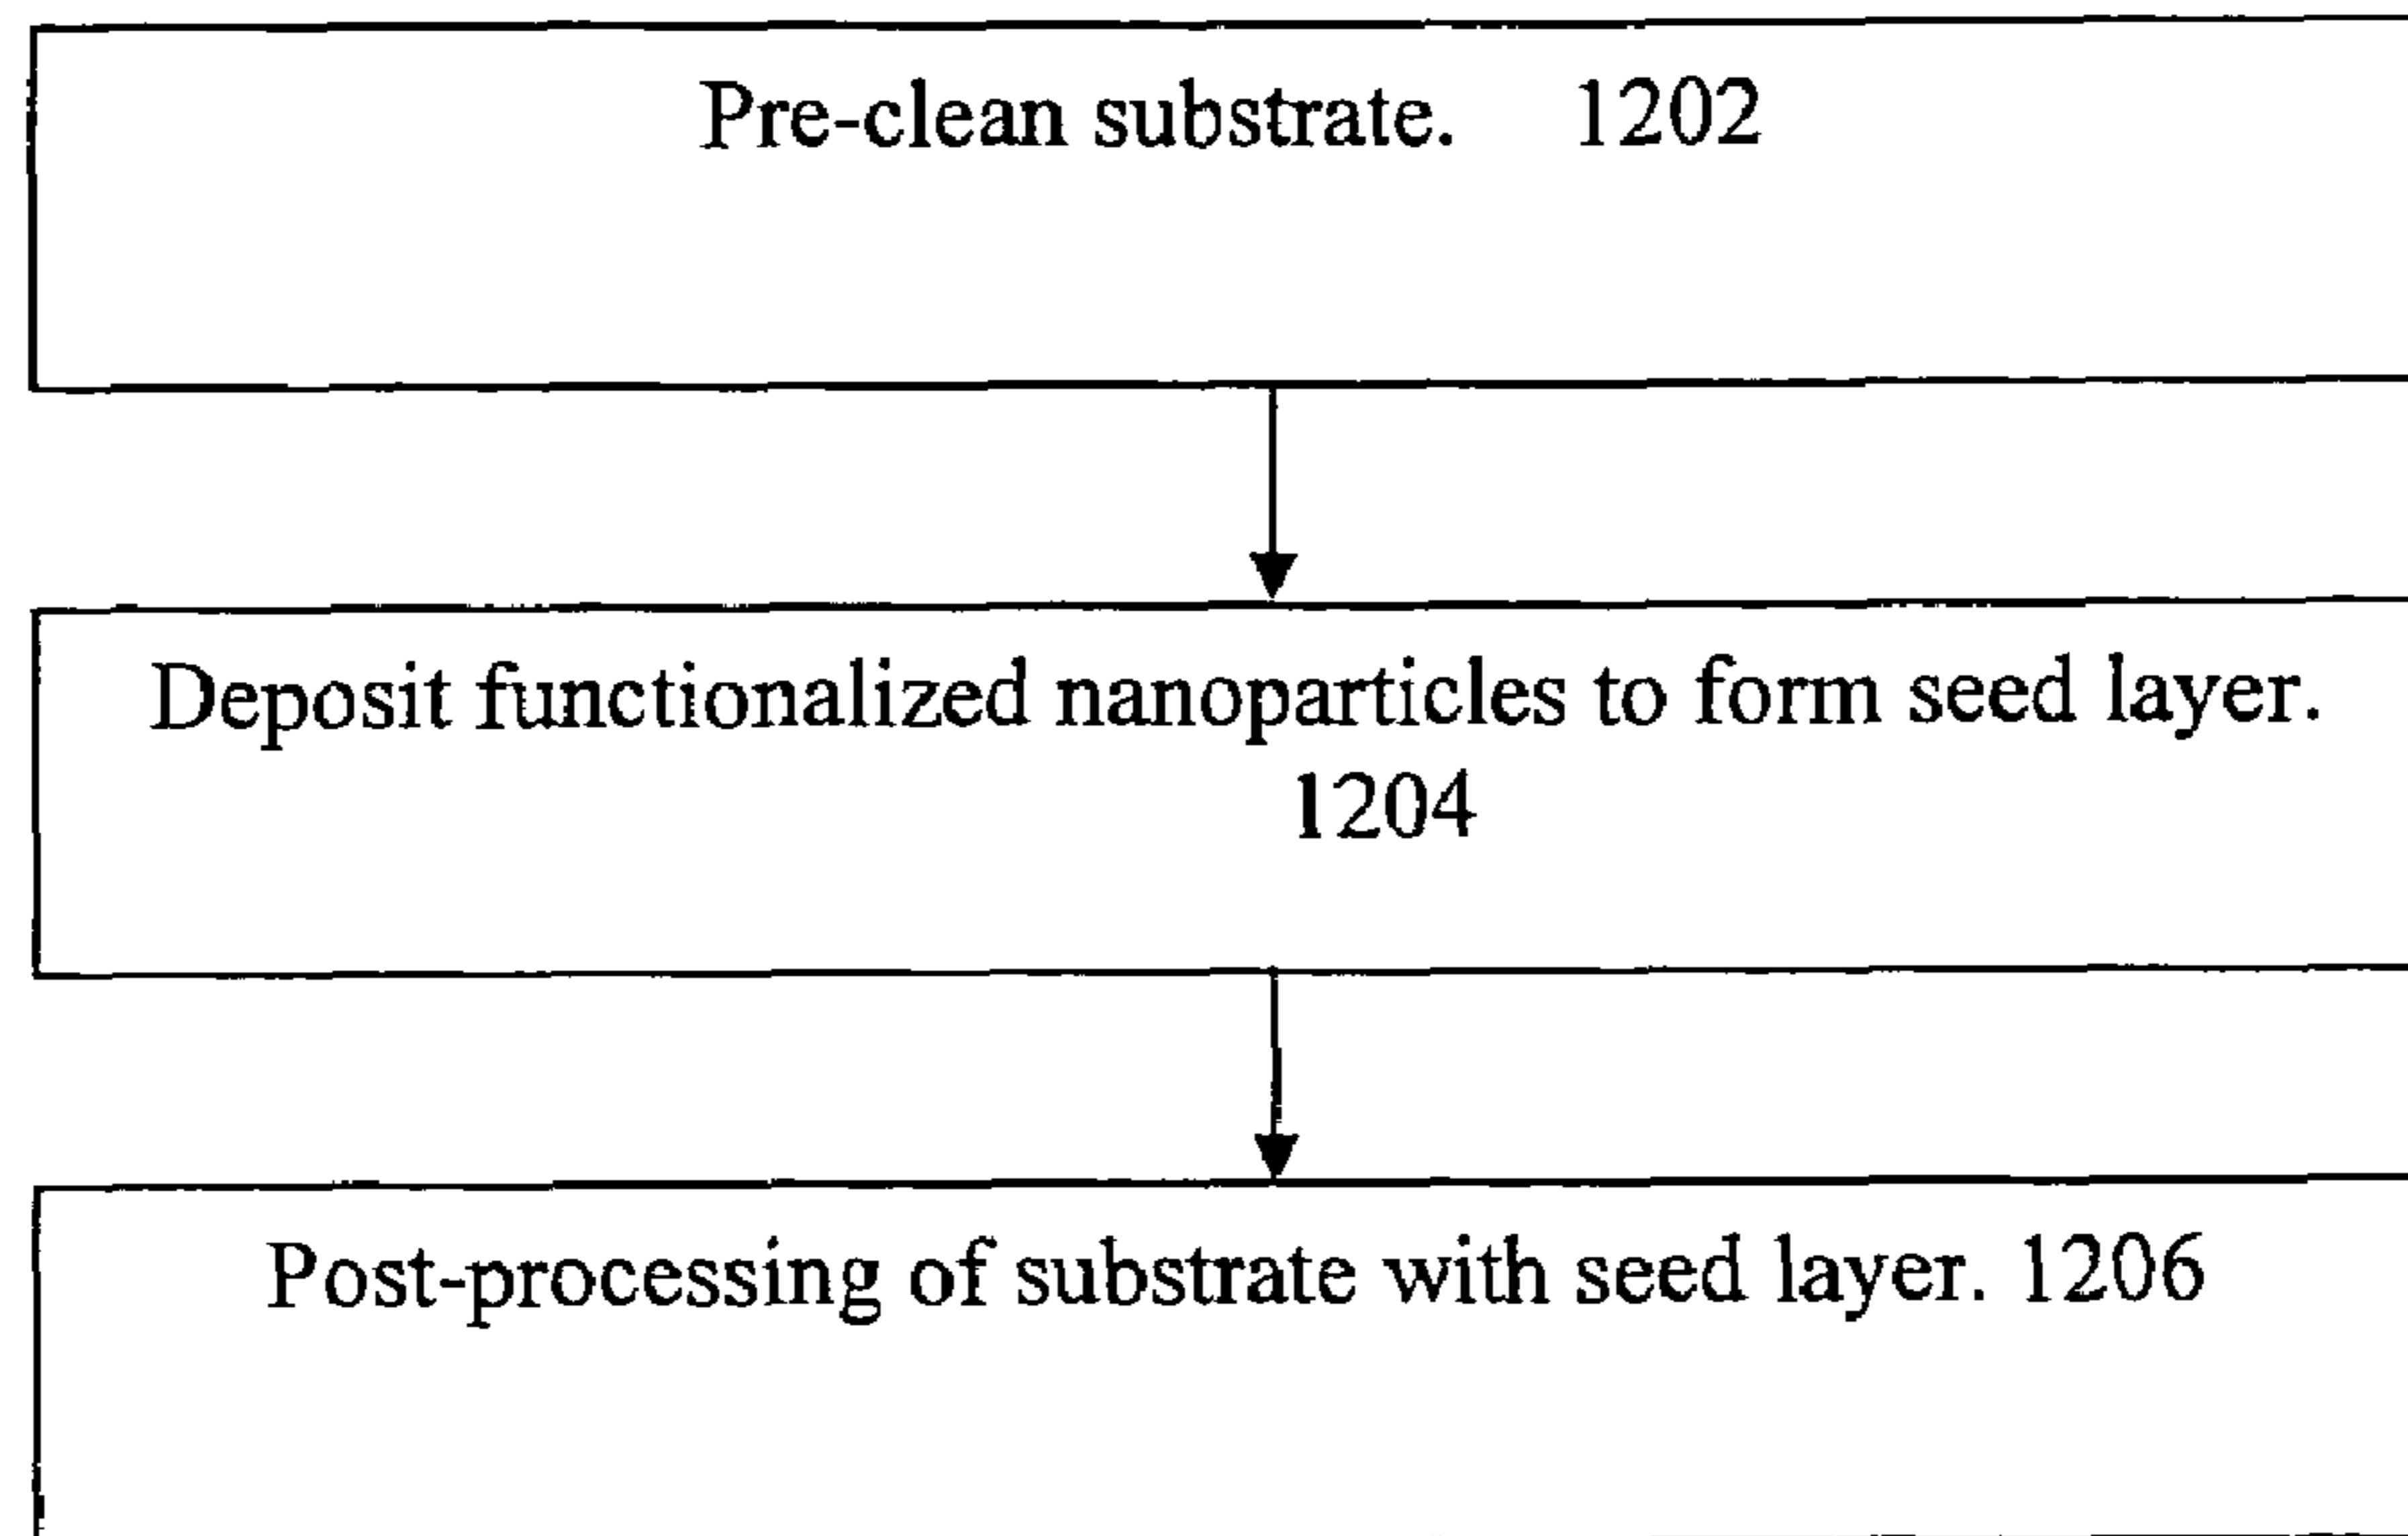 Pre-clean substrate. 1202
Deposit functionalized nanoparticles to form seed layer.
1204
Post-processing of substrate with seed layer. 1206